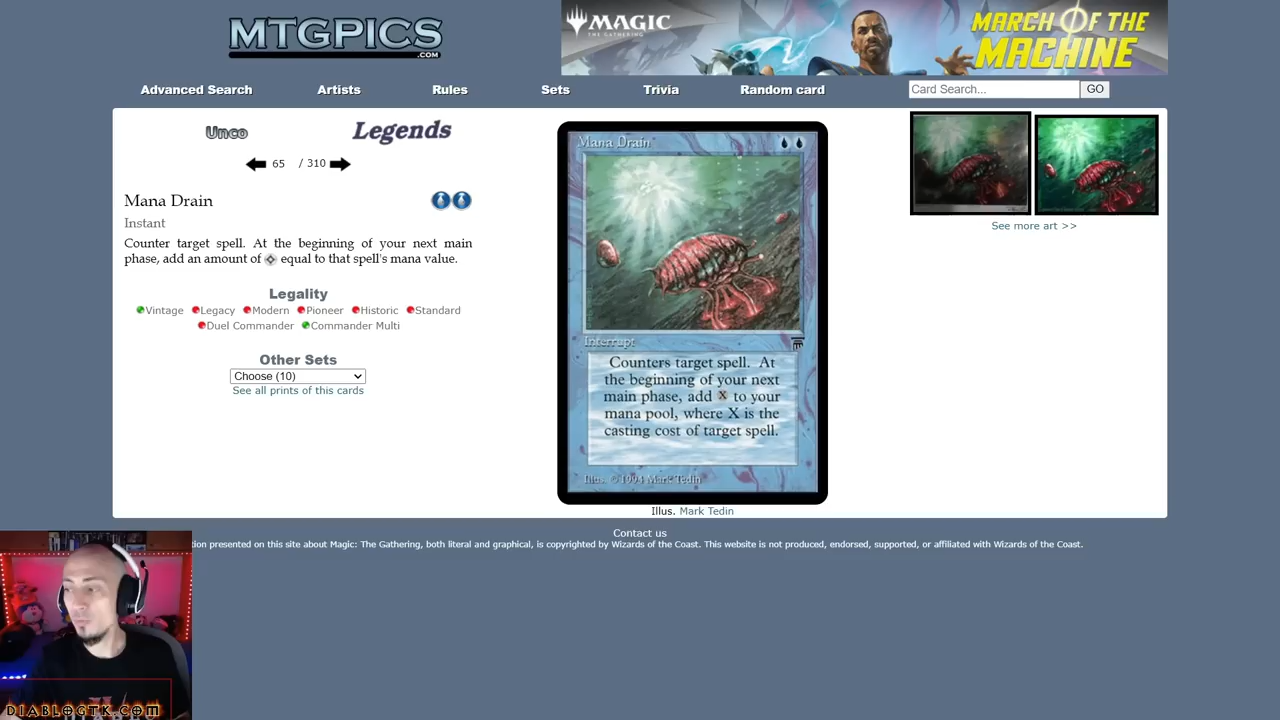 MTGPICS
.COM
MAGIC
THE GATHERING
MARCH OF THE
MACHINE
Advanced Search
Artists
Rules
Sets
Trivia
Random card
Card Search...
GO
Unco
Legends
65 / 310
Mana Drain
Instant
Counter target spell. At the beginning of your next main
phase, add an amount of equal to that spell's mana value.
Legality
Vintage Legacy Modern Pioneer Historic Standard
Duel Commander Commander Multi
Other Sets
Choose (10)
See all prints of this cards
Mana Drain
Interrupt
Counters target spell. At
the beginning of your next
main phase, add X to your
mana pool, where X is the
casting cost of target spell.
Illus. ©1994 Mark Tedin
Illus. Mark Tedin
See more art >>
Contact us
presented on this site about Magic: The Gathering, both literal and graphical, is copyrighted by Wizards of the Coast. This website is not produced, endorsed, supported, or affiliated with Wizards of the Coast.
DIABLOGTK.COM